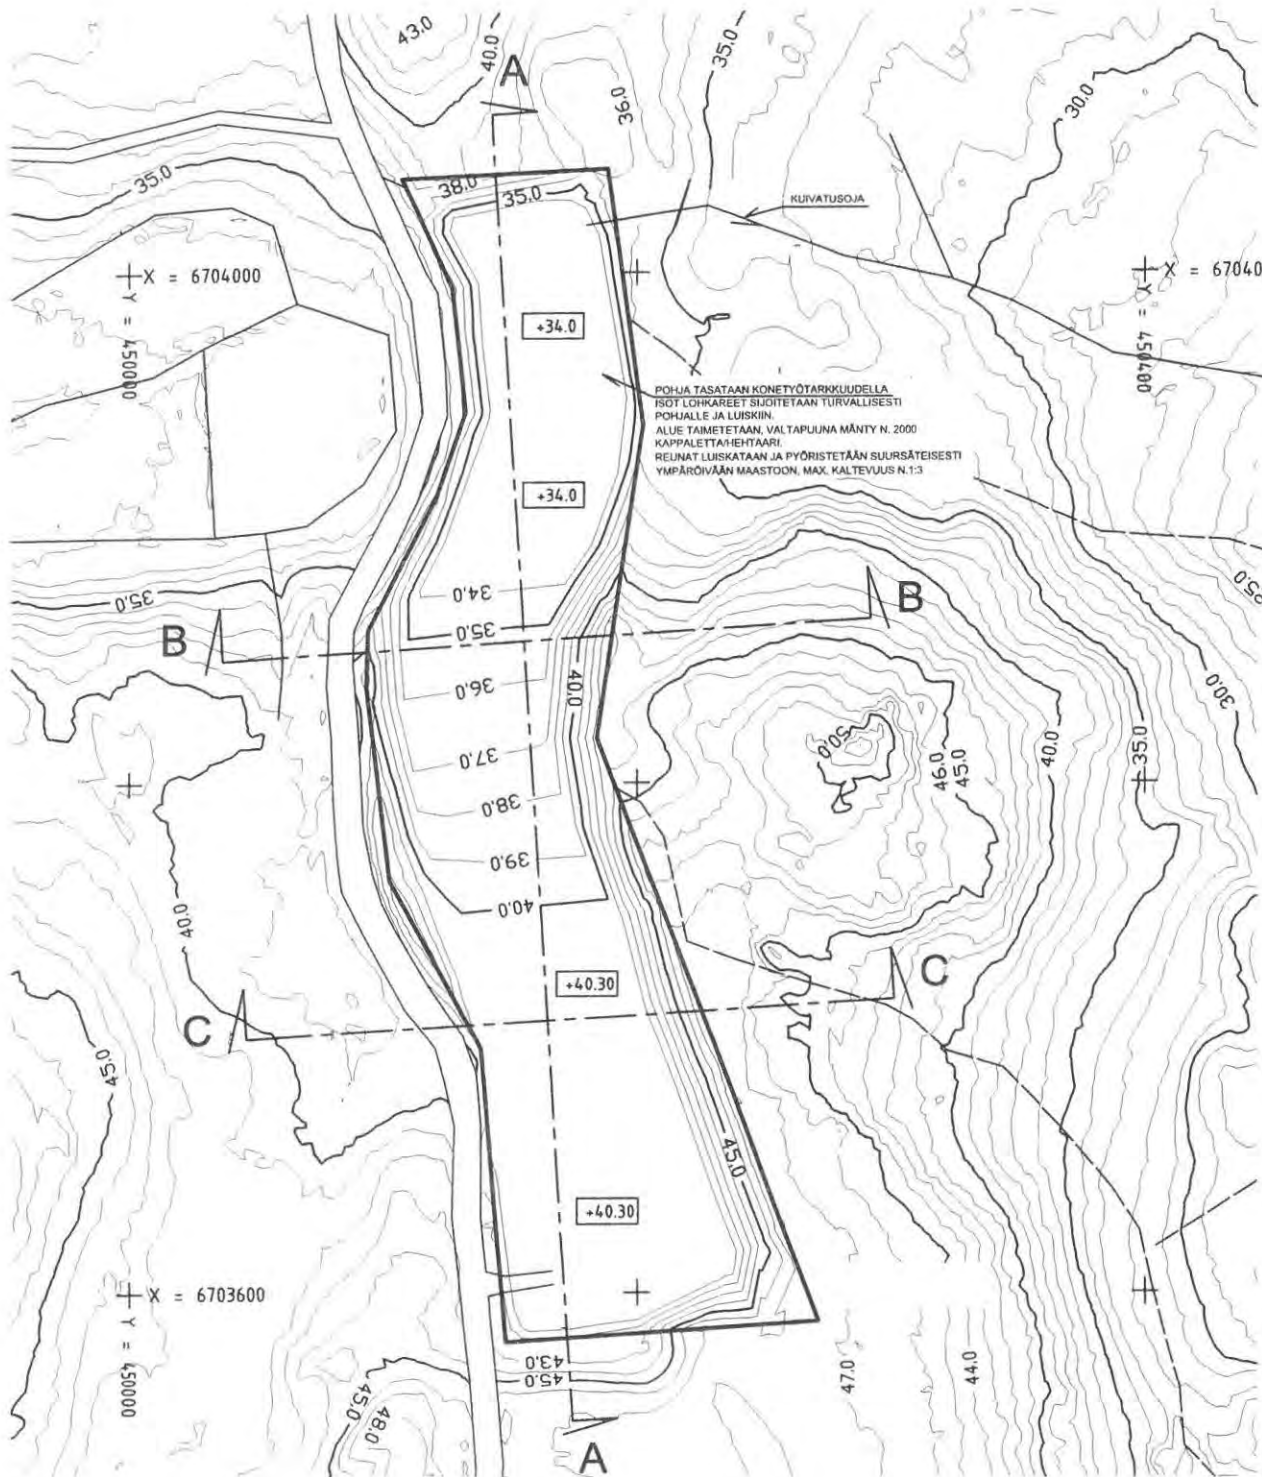 43.0
40.0
A
36.0
35.0
30.0
35.0
38.0
35.0
KUIVATUSOJA
X = 6704000
Y = 450000
X = 67040
Y = 450400
+34.0
POHJA TASATAAN KONETYÖTARKKUUDELLA
ISOT LOHKAREET SIJOITETAAN TURVALLISESTI
POHJALLE JA LUISKIIN.
ALUE TAIMETETAAN, VALTAPUUNA MÄNTY N. 2000
KAPPALETTA/HEHTAARI.
REUNAT LUISKATAAN JA PYÖRISTETÄÄN SUURSÄTEISESTI
YMPÄRÖIVÄÄN MAASTOON, MAX. KALTEVUUS N.1:3
+34.0
35.0
34.0
25.0
B
B
35.0
36.0
40.0
30.0
37.0
50.0
46.0
45.0
40.0
35.0
38.0
39.0
40.0
40.0
+40.30
C
C
45.0
45.0
+40.30
X = 6703600
Y = 450000
43.0
45.0
45.0
48.0
47.0
44.0
A